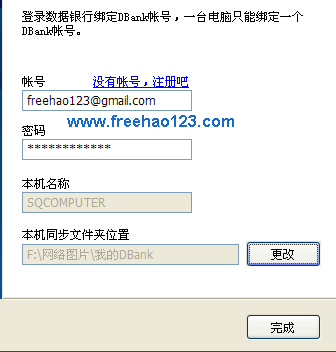 登录数据银行绑定DBank帐号，一台电脑只能绑定一个
DBank帐号。
帐号 没有帐号，注册吧
freehao123@gmail.com
www.freehao123.com
密码
************
本机名称
SQCOMPUTER
本机同步文件夹位置
F:\网络图片\我的DBank 更改
完成